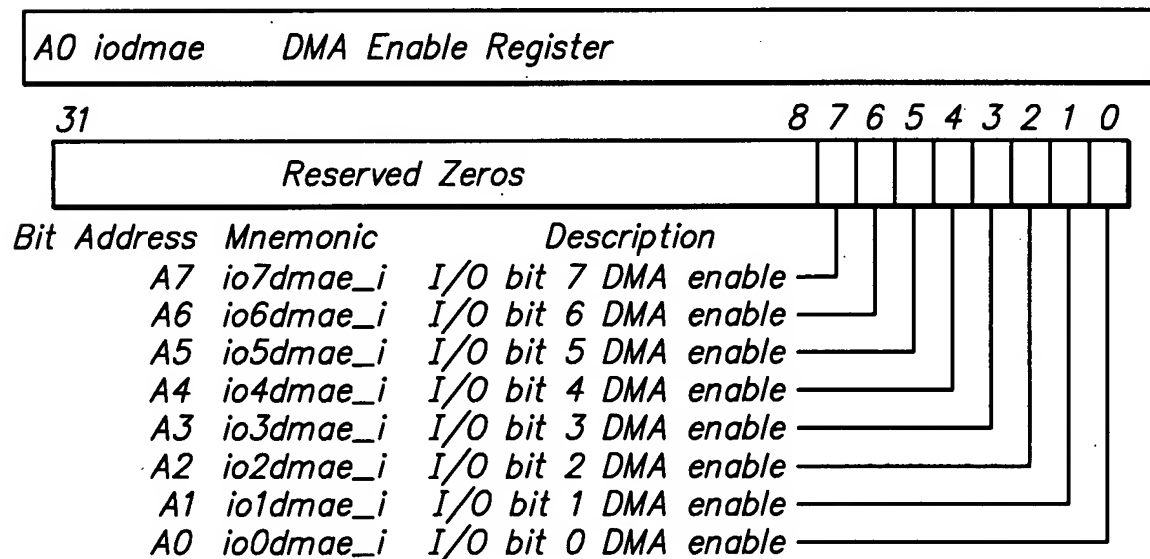 A0 iodmae DMA Enable Register
31 8 7 6 5 4 3 2 1 0
Reserved Zeros
Bit Address Mnemonic Description
A7 io7dmae_i I/O bit 7 DMA enable
A6 io6dmae_i I/O bit 6 DMA enable
A5 io5dmae_i I/O bit 5 DMA enable
A4 io4dmae_i I/O bit 4 DMA enable
A3 io3dmae_i I/O bit 3 DMA enable
A2 io2dmae_i I/O bit 2 DMA enable
A1 io1dmae_i I/O bit 1 DMA enable
A0 io0dmae_i I/O bit 0 DMA enable